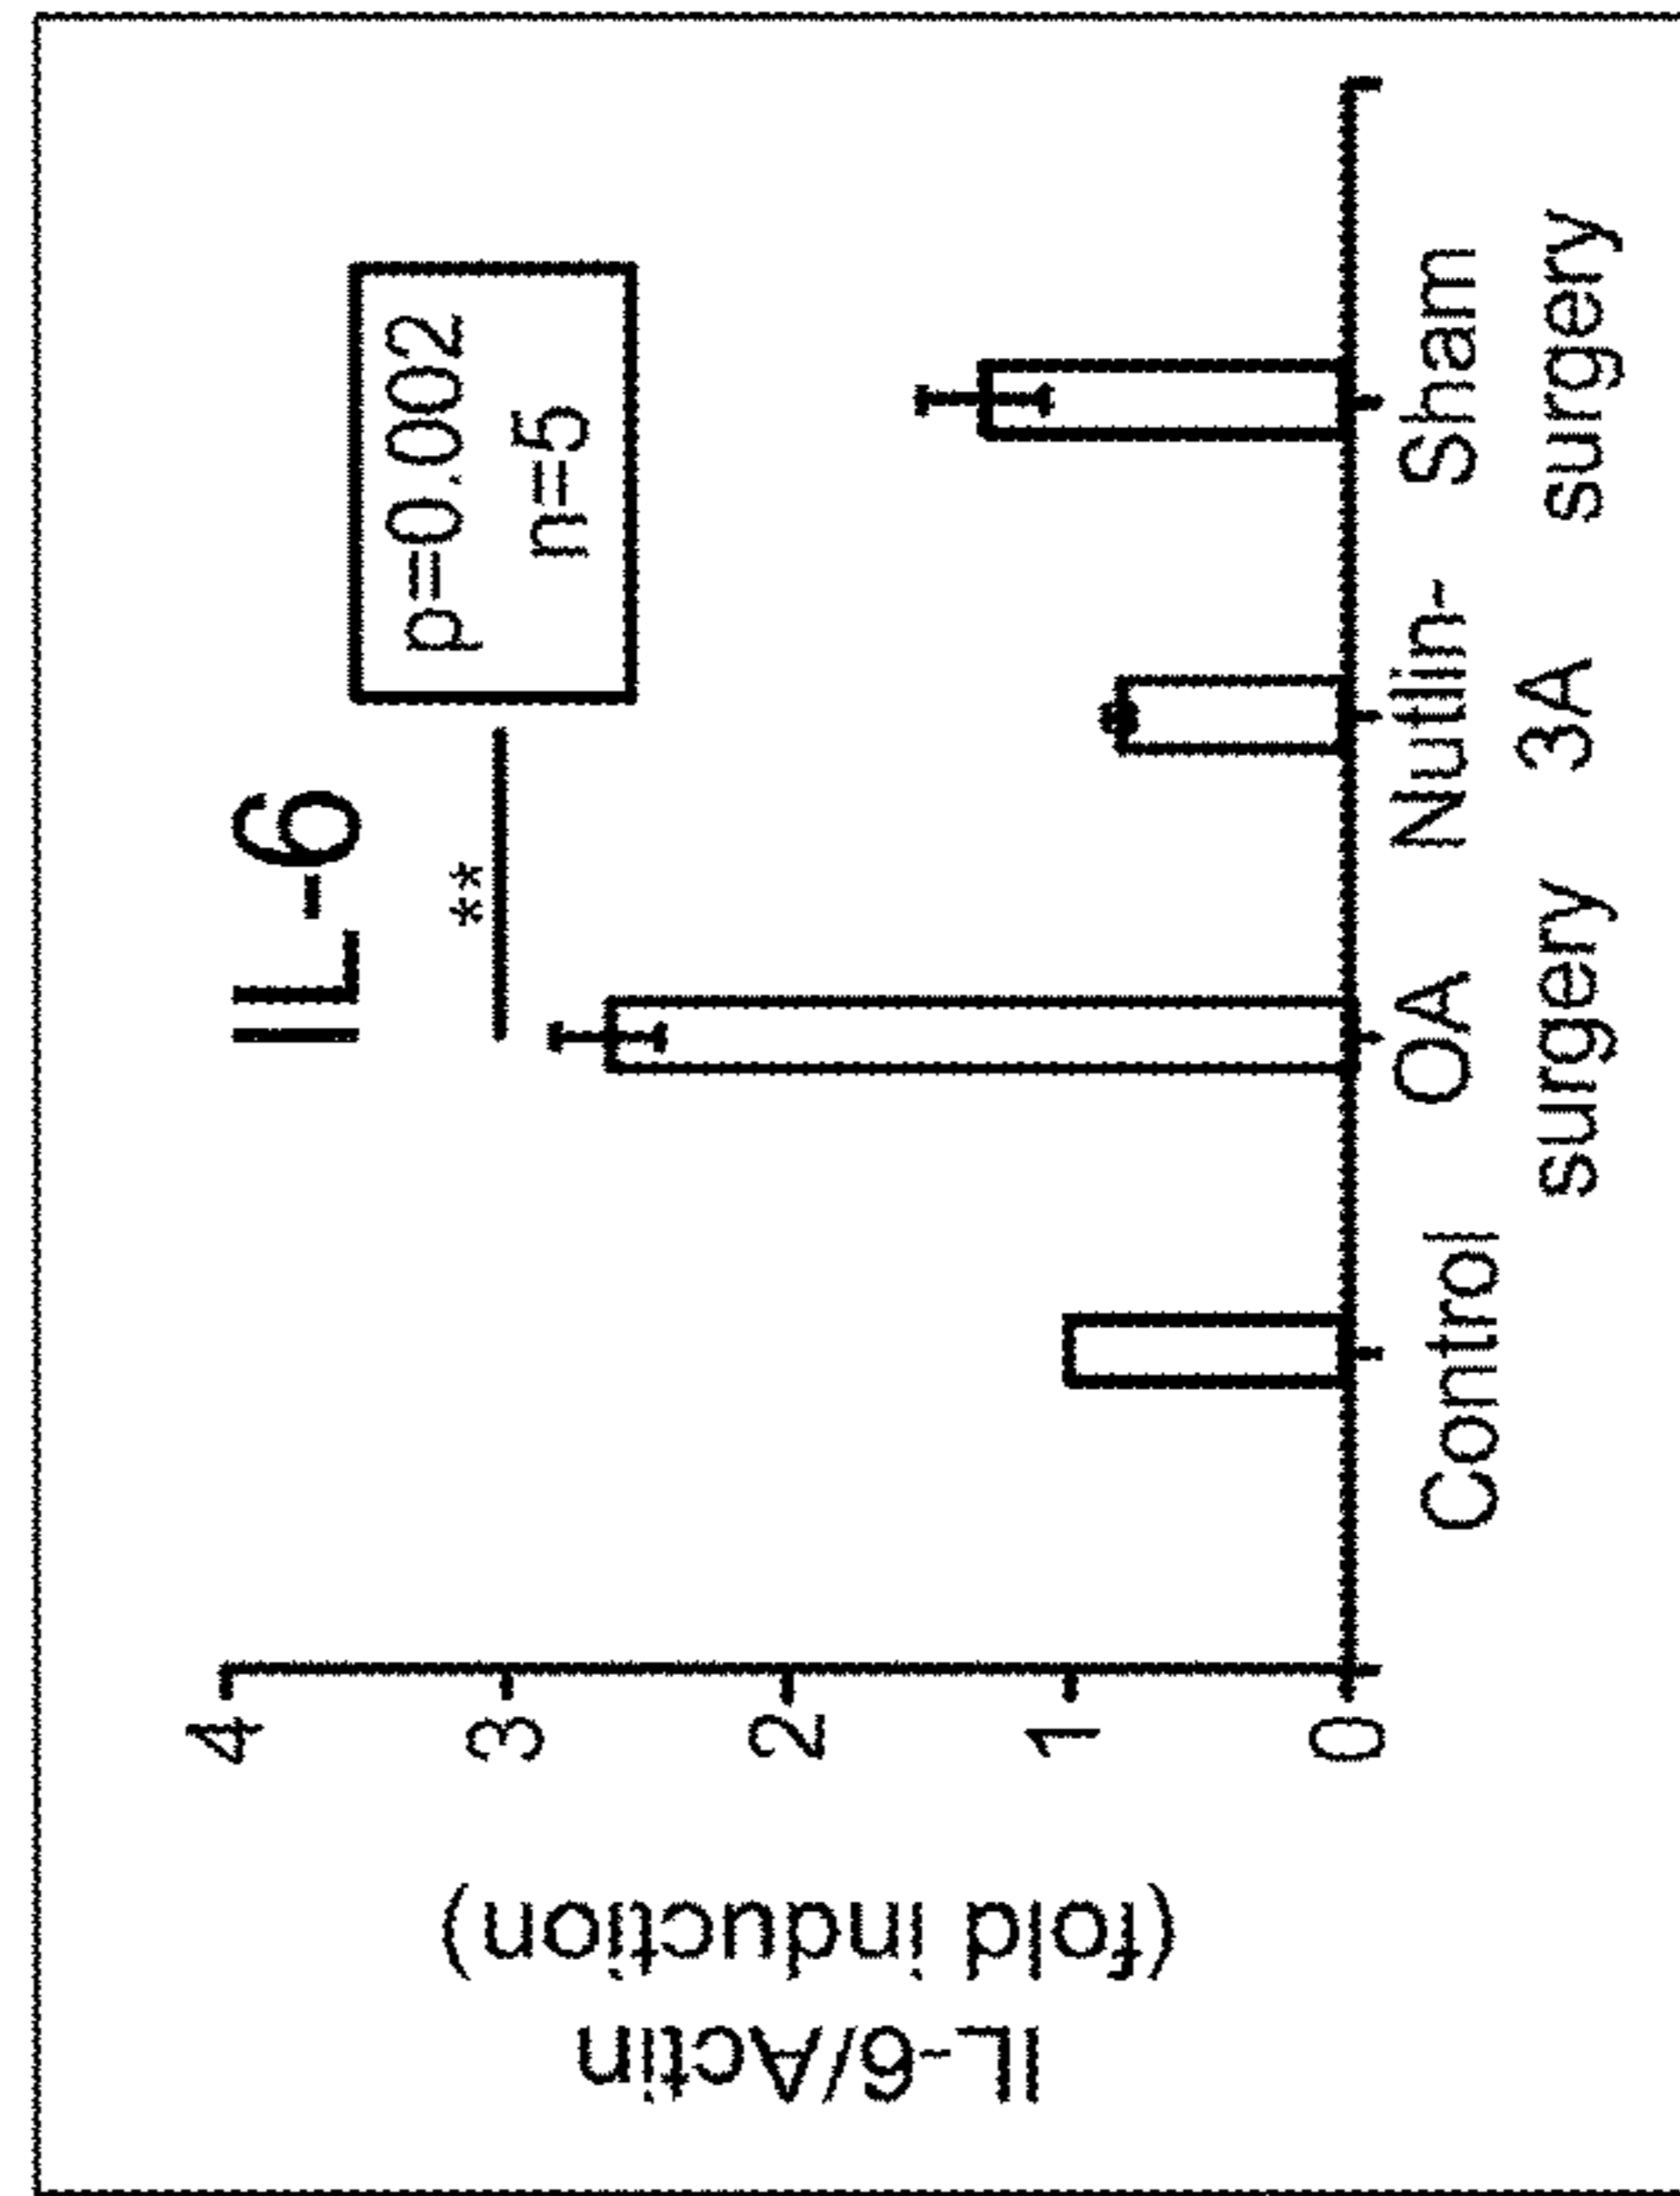 IL-6
**
p=0.002
n=5
IL-6/Actin
(fold induction)
4
3
2
1
0
Control
OA
surgery
Nutlin-
3A
Sham
surgery